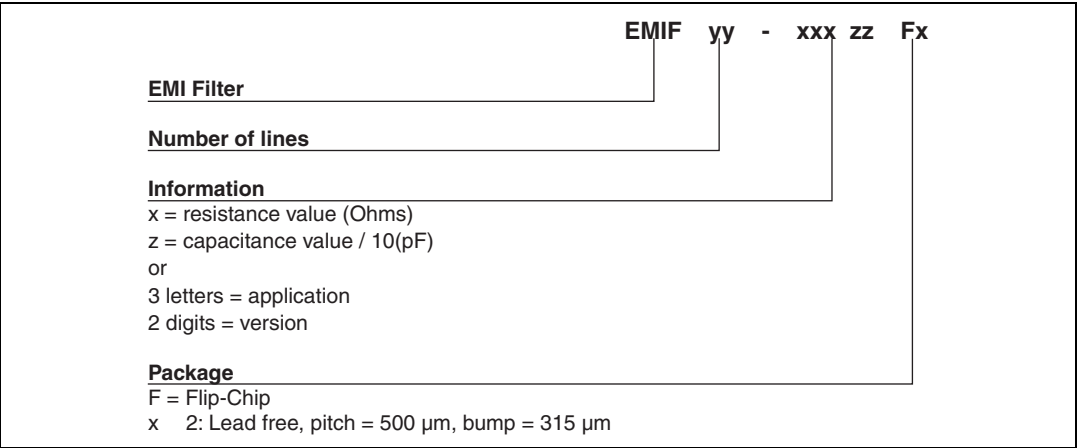 EMIF yy - xxx zz Fx
EMI Filter
Number of lines
Information
x = resistance value (Ohms)
z = capacitance value / 10(pF)
or
3 letters = application
2 digits = version
Package
F = Flip-Chip
x 2: Lead free, pitch = 500 µm, bump = 315 µm